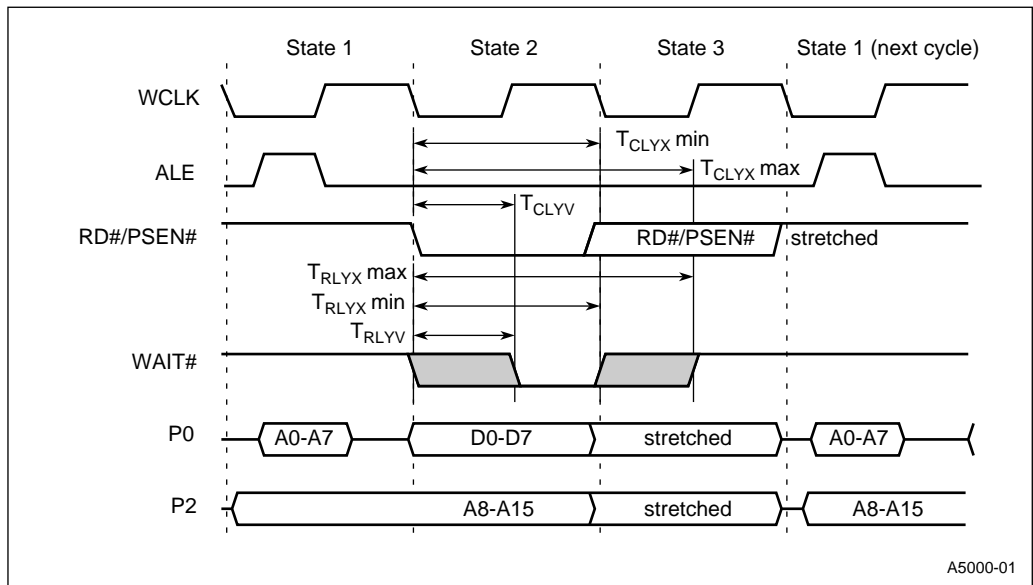 State 1 State 2 State 3 State 1 (next cycle)
WCLK
TCLYX min
ALE
TCLYX max
TCLYV
RD#/PSEN# RD#/PSEN# stretched
TRLYX max
TRLYX min
TRLYV
WAIT#
P0 A0-A7 D0-D7 stretched A0-A7
P2 A8-A15 stretched A8-A15
A5000-01